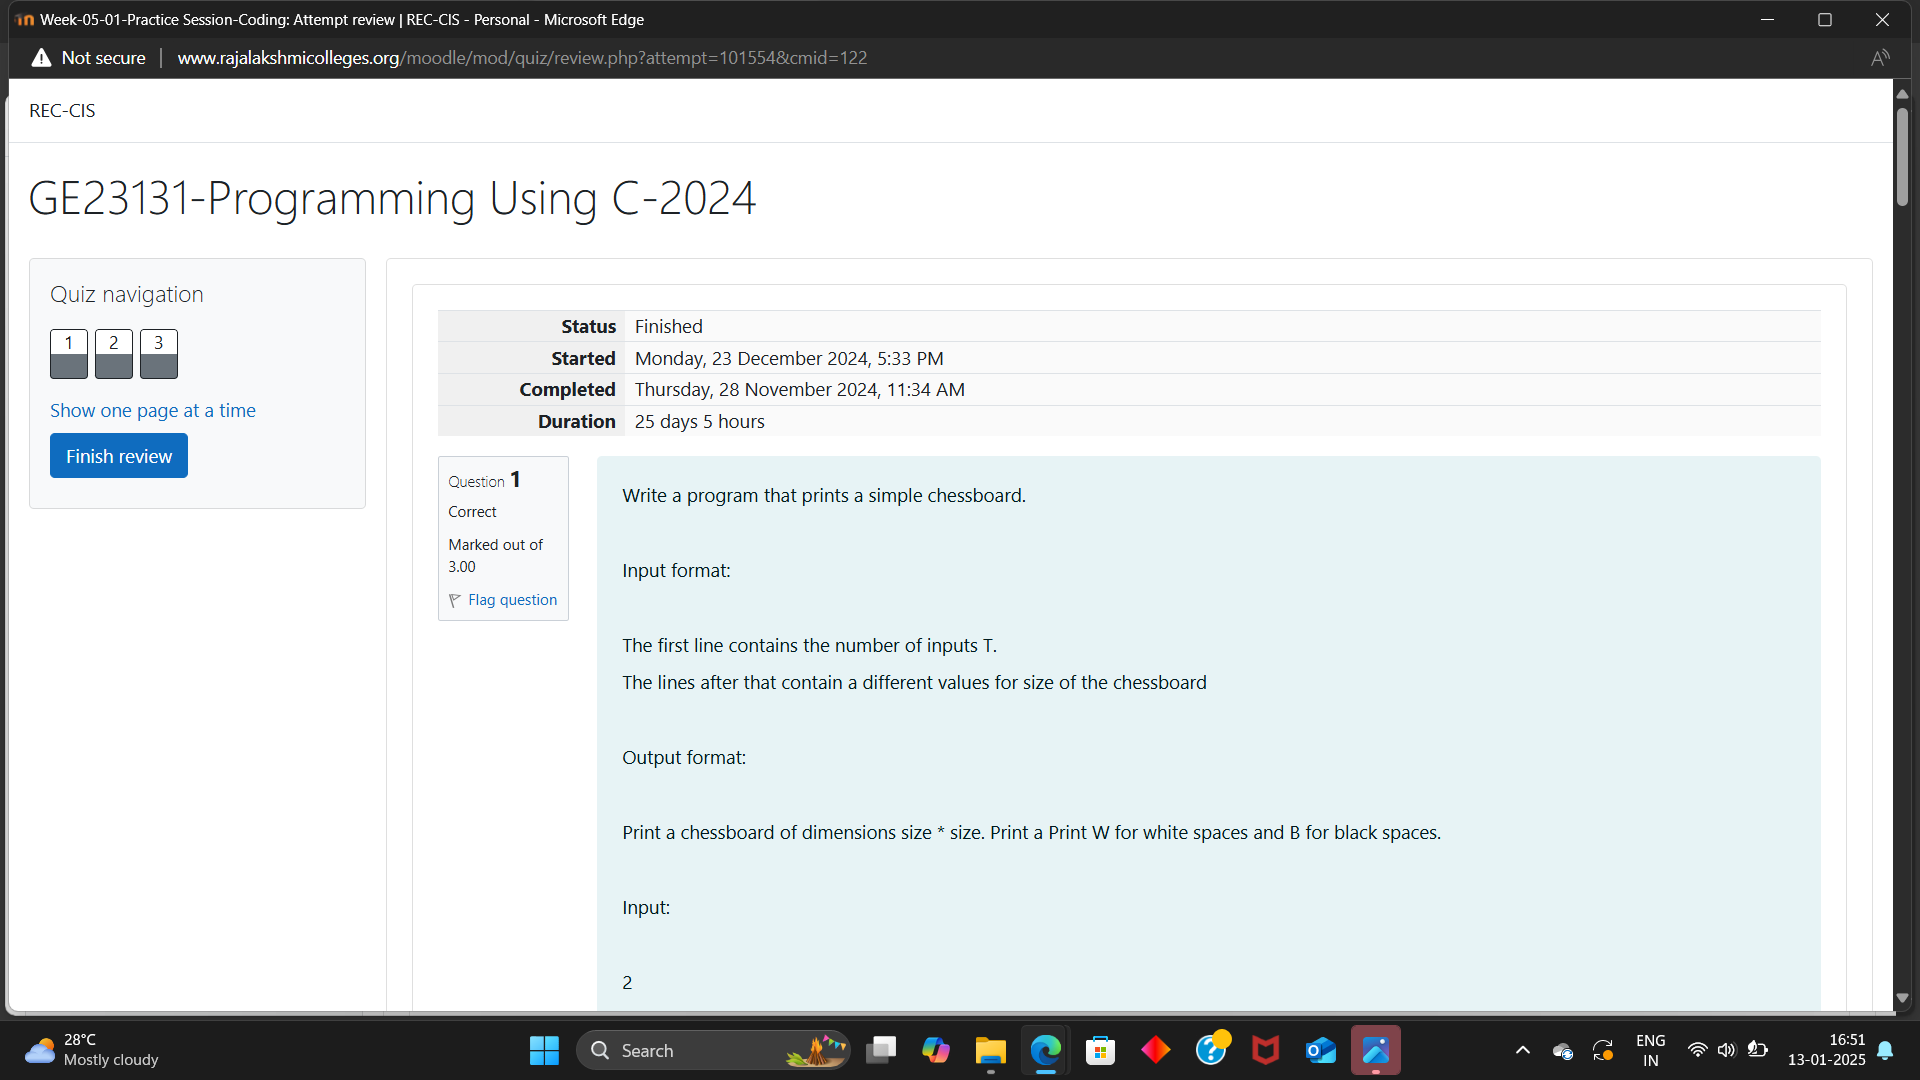 Week-05-01-Practice Session-Coding: Attempt review | REC-CIS - Personal - Microsoft Edge
Not secure | www.rajalakshmicolleges.org/moodle/mod/quiz/review.php?attempt=101554&cmid=122
REC-CIS
GE23131-Programming Using C-2024
Quiz navigation
1 2 3
Show one page at a time
Finish review
Status Finished
Started Monday, 23 December 2024, 5:33 PM
Completed Thursday, 28 November 2024, 11:34 AM
Duration 25 days 5 hours
Question 1
Correct
Marked out of
3.00
Flag question
Write a program that prints a simple chessboard.
Input format:
The first line contains the number of inputs T.
The lines after that contain a different values for size of the chessboard
Output format:
Print a chessboard of dimensions size * size. Print a Print W for white spaces and B for black spaces.
Input:
2
28°C
Mostly cloudy
Search
ENG
IN
16:51
13-01-2025